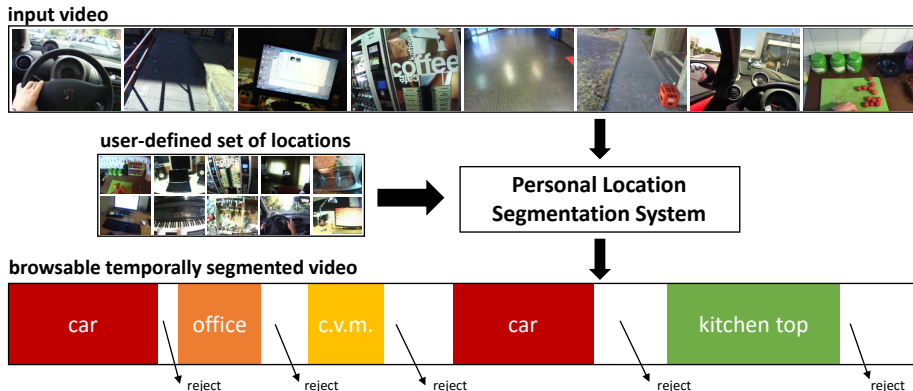 input video
coffee
user-defined set of locations
coffee
Personal Location
Segmentation System
browsable temporally segmented video
car
office
c.v.m.
car
kitchen top
reject
reject
reject
reject
reject